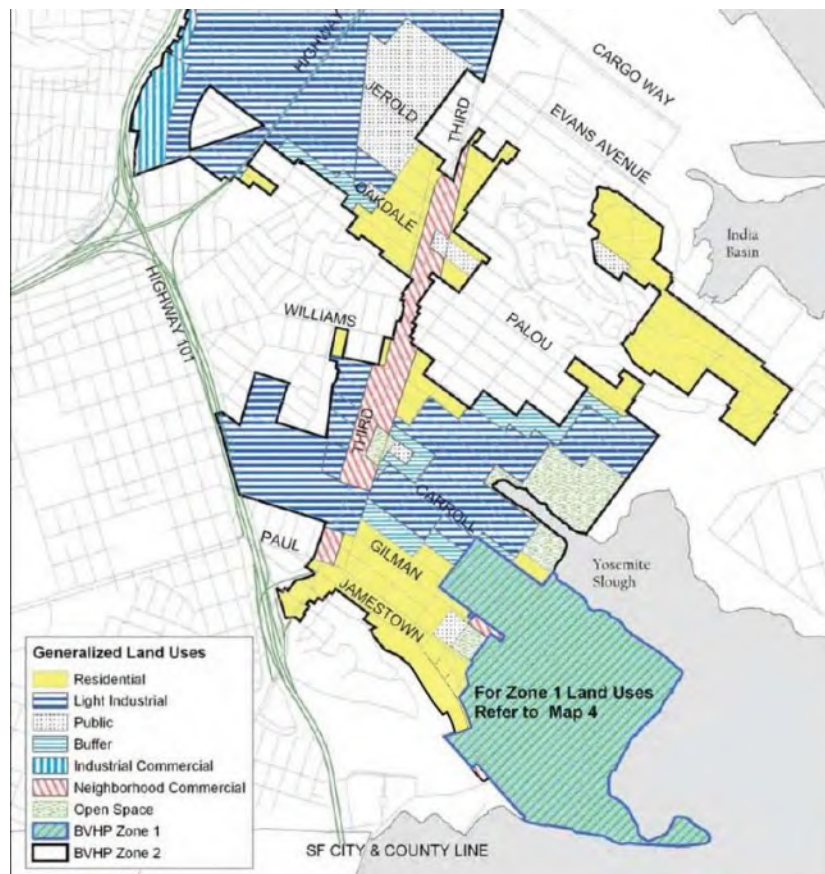 CARGO WAY
HIGHWAY
JEROLD
THIRD
EVANS AVENUE
OAKDALE
India
Basin
HIGHWAY 101
WILLIAMS
PALOU
THIRD
CARROLL
PAUL
GILMAN
Yosemite
Slough
JAMESTOWN
Generalized Land Uses
Residential
Light Industrial
Public
Buffer
Industrial Commercial
Neighborhood Commercial
Open Space
BVHP Zone 1
BVHP Zone 2
For Zone 1 Land Uses
Refer to Map 4
SF CITY & COUNTY LINE